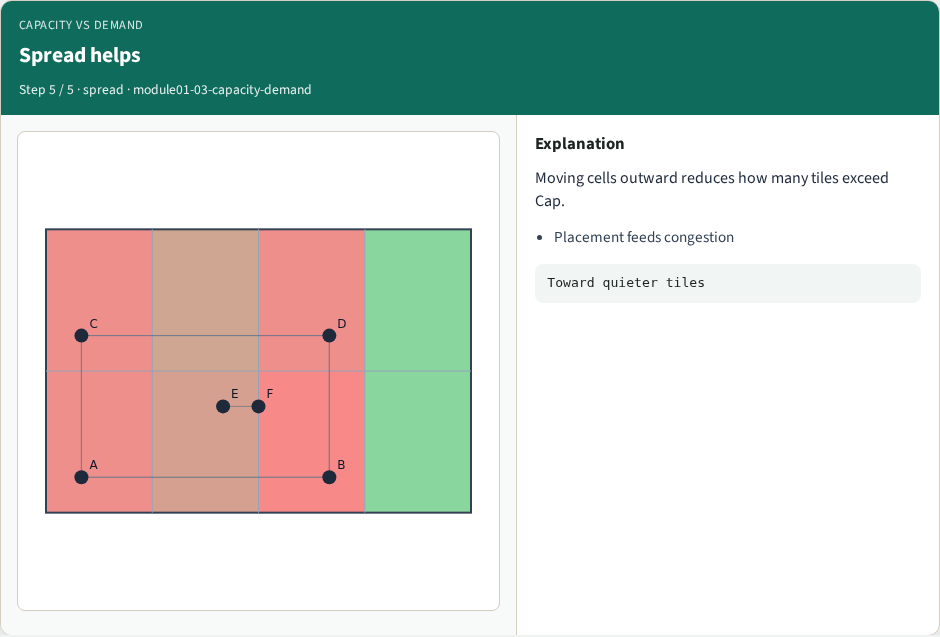 CAPACITY VS DEMAND
Spread helps
Step 5 / 5 · spread · module01-03-capacity-demand
C
D
E
F
A
B
Explanation
Moving cells outward reduces how many tiles exceed
Cap.
• Placement feeds congestion
Toward quieter tiles